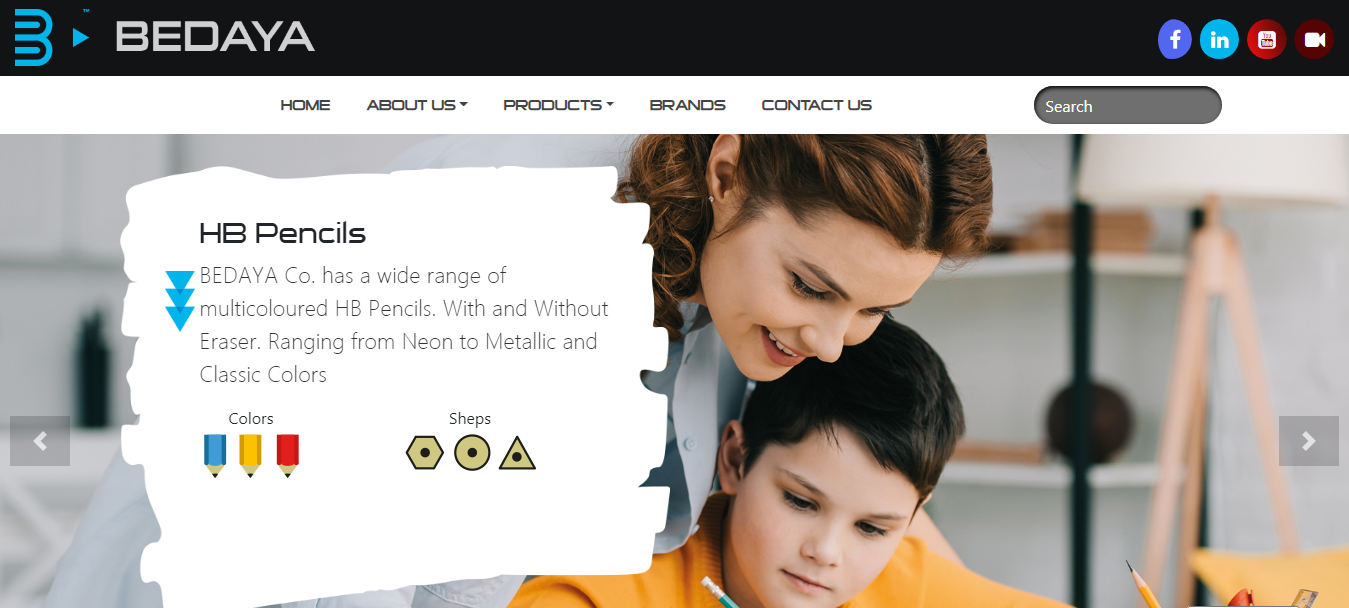 BEDAYA
™
HOME ABOUT US PRODUCTS BRANDS CONTACT US Search
HB Pencils
BEDAYA Co. has a wide range of
multicoloured HB Pencils. With and Without
Eraser. Ranging from Neon to Metallic and
Classic Colors
Colors Sheps